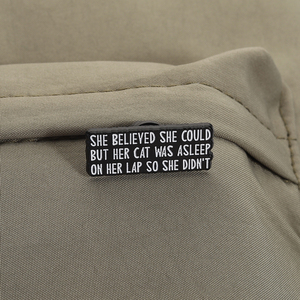 SHE BELIEVED SHE COULD
BUT HER CAT WAS ASLEEP
ON HER LAP SO SHE DIDN'T